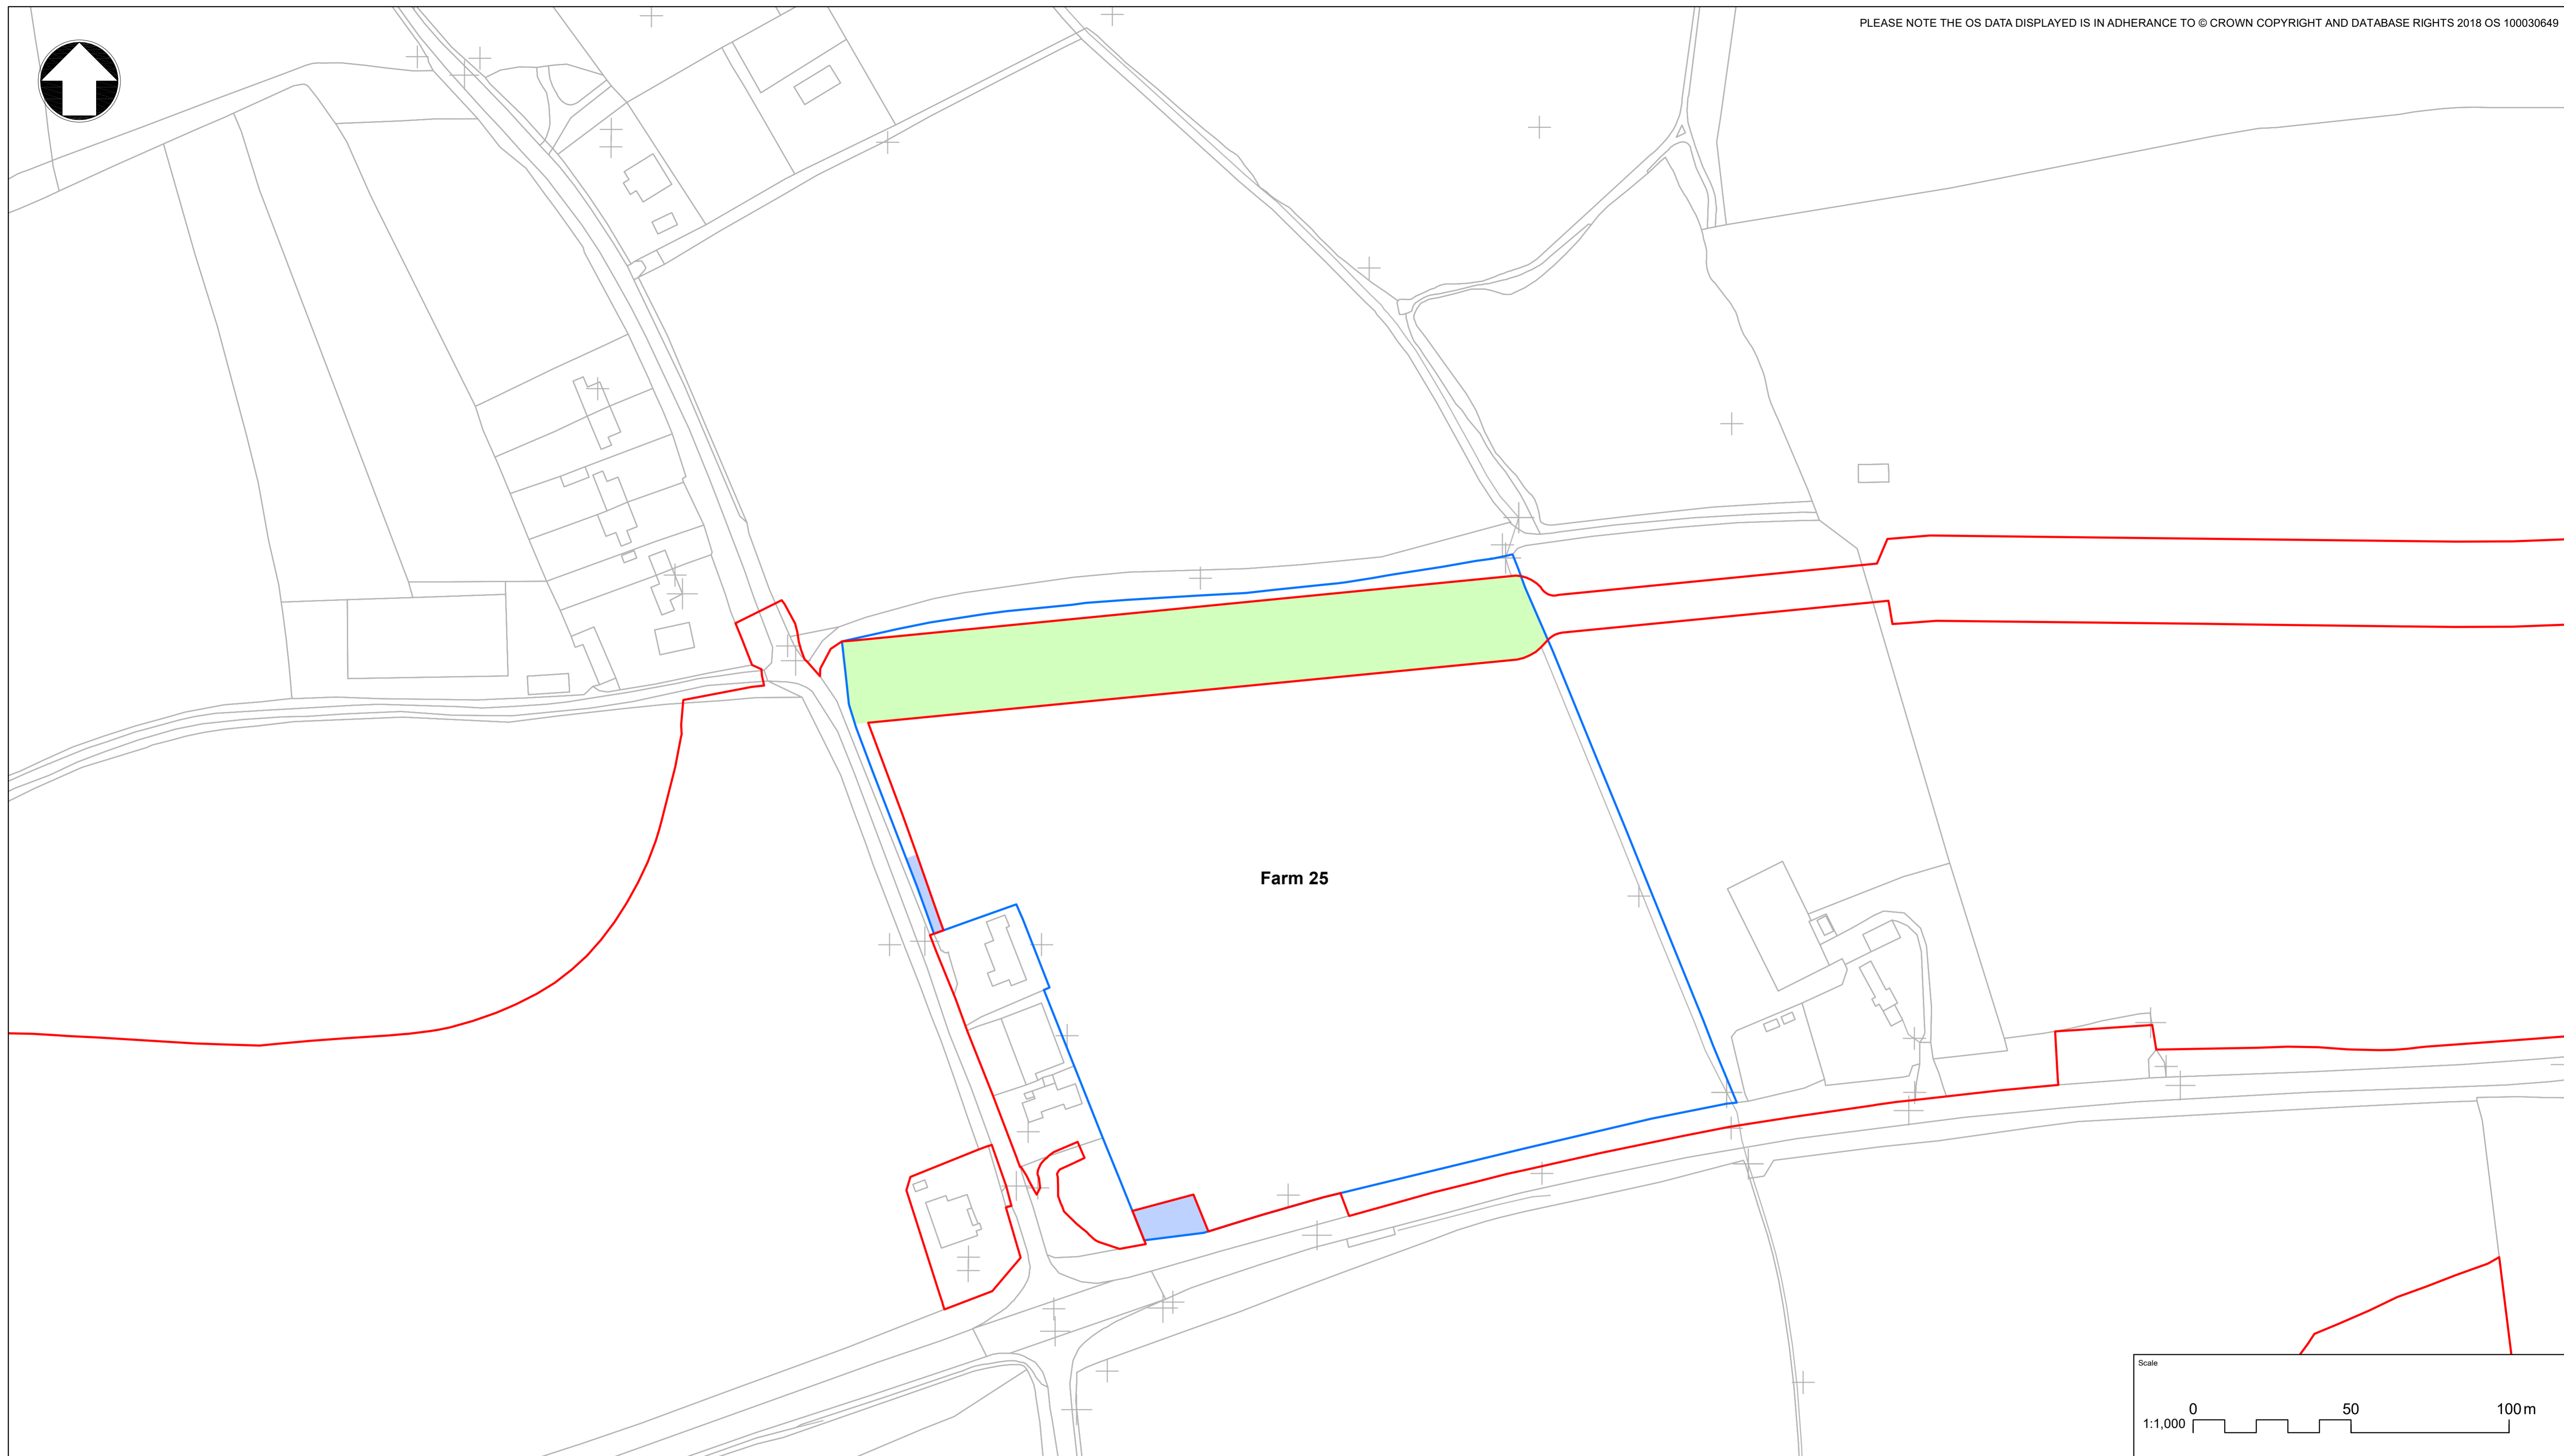 PLEASE NOTE THE OS DATA DISPLAYED IS IN ADHERANCE TO © CROWN COPYRIGHT AND DATABASE RIGHTS 2018 OS 100030649
Farm 25
Scale
0 50 100 m
1:1,000